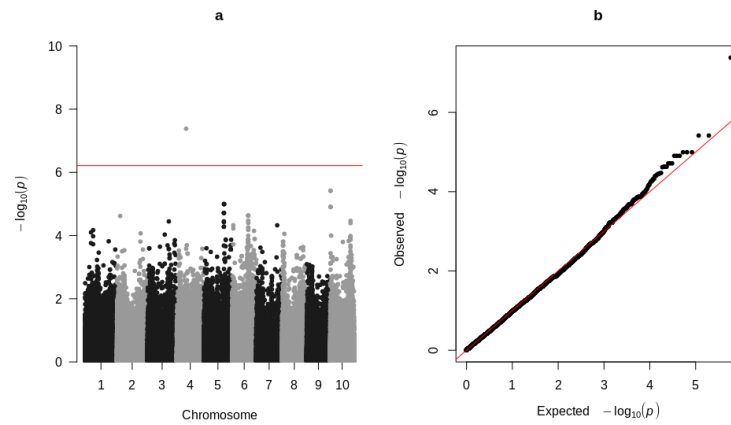 a
10
8
6
4
2
0
−log10(p)
1 2 3 4 5 6 7 8 9 10
Chromosome
b
6
4
2
0
Observed −log10(p)
0 1 2 3 4 5
Expected −log10(p)